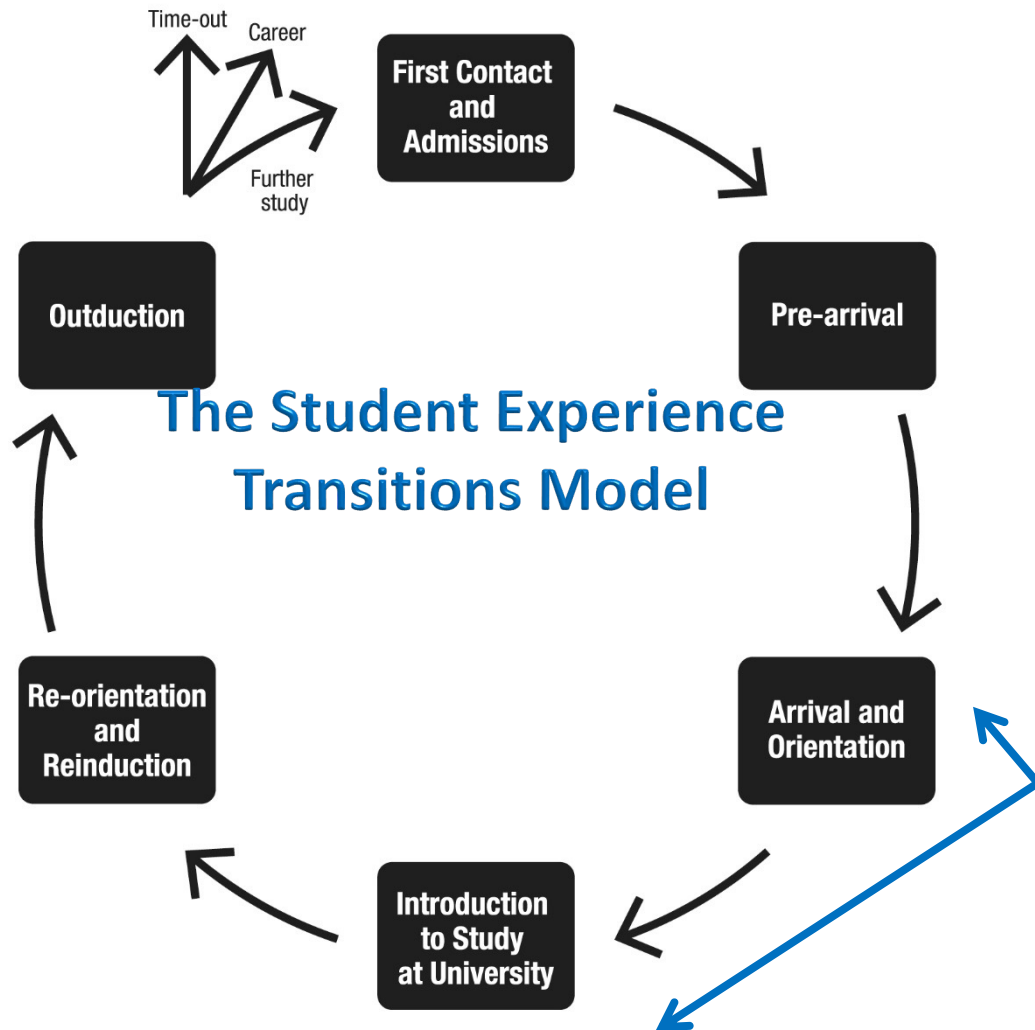 Time-out
Career
Further
study
First Contact
and
Admissions
Pre-arrival
Outduction
The Student Experience
Transitions Model
Arrival and
Orientation
Re-orientation
and
Reinduction
Introduction
to Study
at University